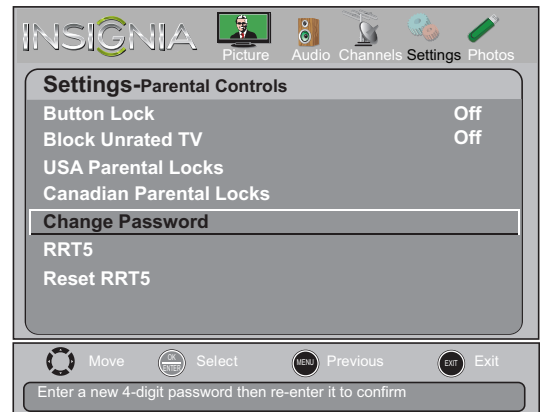 INSIGNIA
Picture Audio Channels Settings Photos
Settings-Parental Controls
Button Lock Off
Block Unrated TV Off
USA Parental Locks
Canadian Parental Locks
Change Password
RRT5
Reset RRT5
Move OK ENTER Select MENU Previous EXIT Exit
Enter a new 4-digit password then re-enter it to confirm